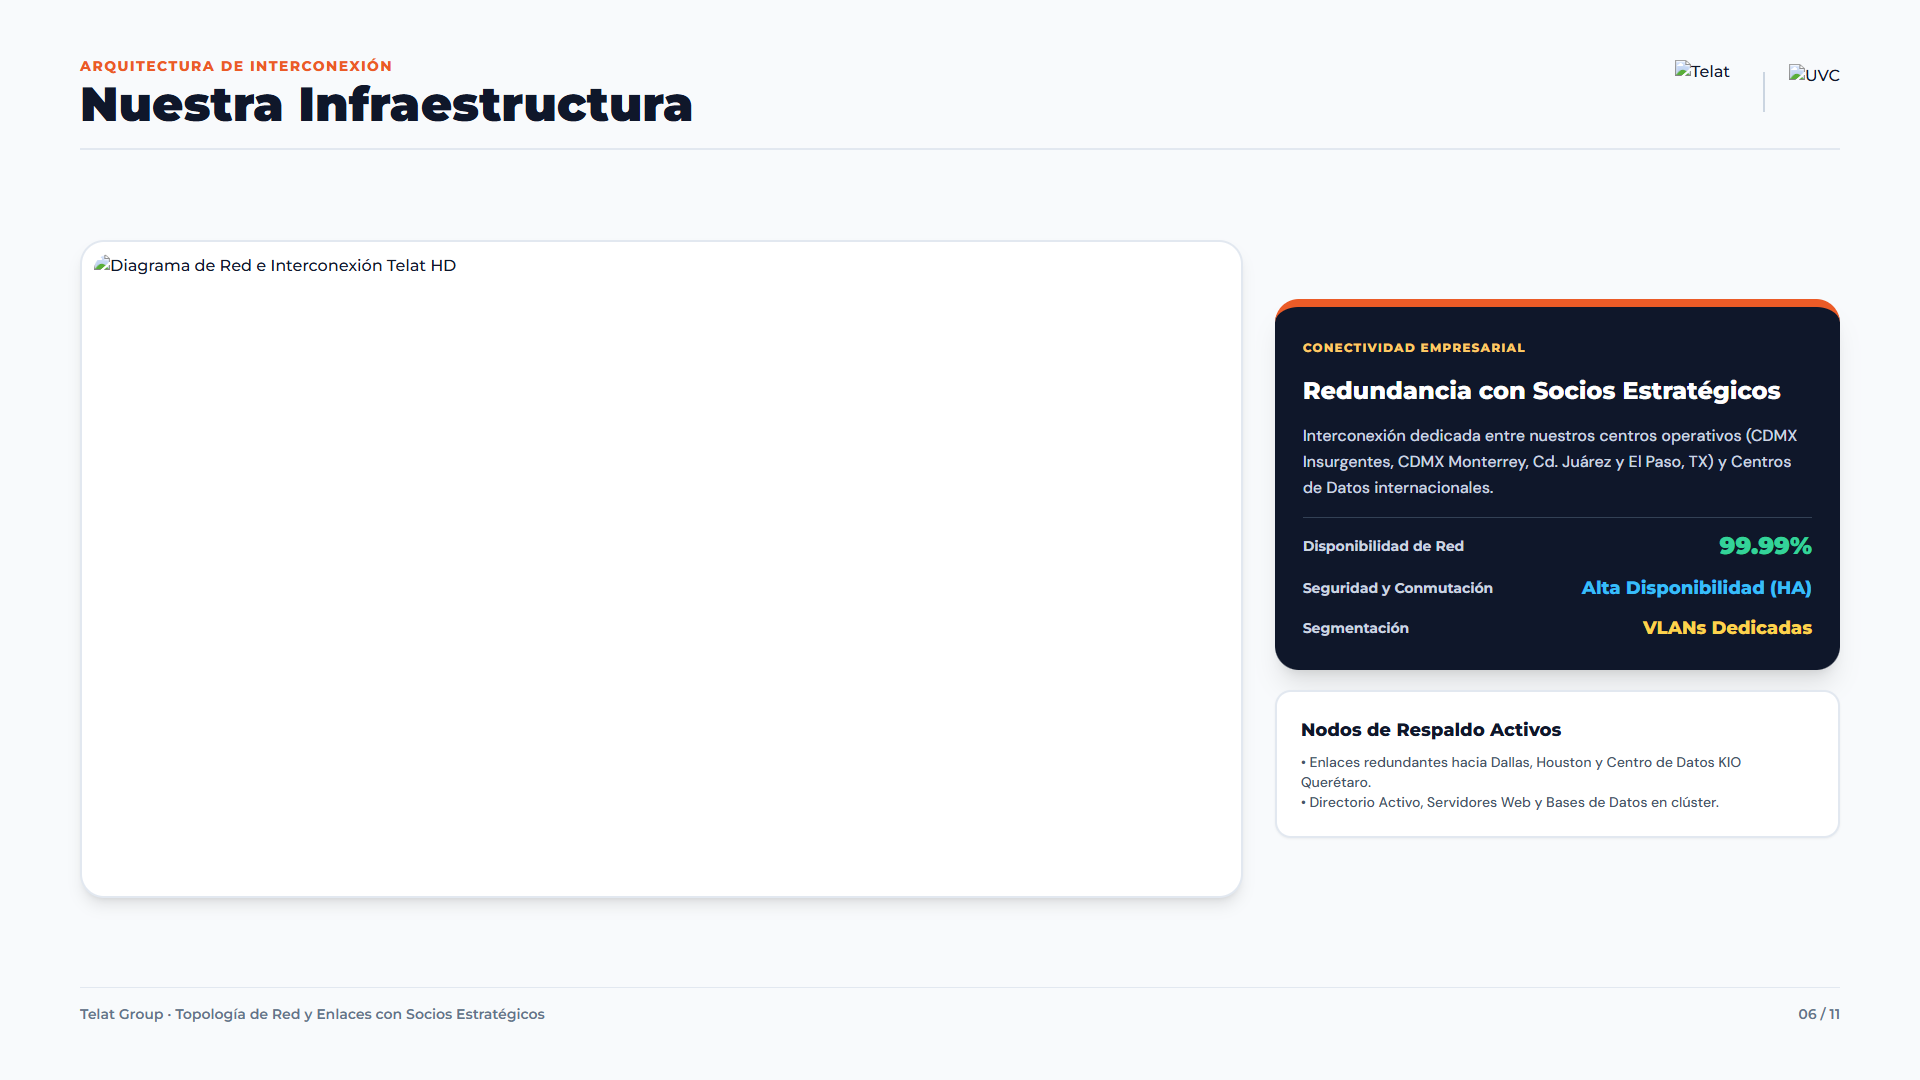 ARQUITECTURA DE INTERCONEXIÓN
Nuestra Infraestructura
Telat
UVC
Diagrama de Red e Interconexión Telat HD
CONECTIVIDAD EMPRESARIAL
Redundancia con Socios Estratégicos
Interconexión dedicada entre nuestros centros operativos (CDMX
Insurgentes, CDMX Monterrey, Cd. Juárez y El Paso, TX) y Centros
de Datos internacionales.
Disponibilidad de Red 99.99%
Seguridad y Conmutación Alta Disponibilidad (HA)
Segmentación VLANs Dedicadas
Nodos de Respaldo Activos
• Enlaces redundantes hacia Dallas, Houston y Centro de Datos KIO
Querétaro.
• Directorio Activo, Servidores Web y Bases de Datos en clúster.
Telat Group · Topología de Red y Enlaces con Socios Estratégicos
06 / 11